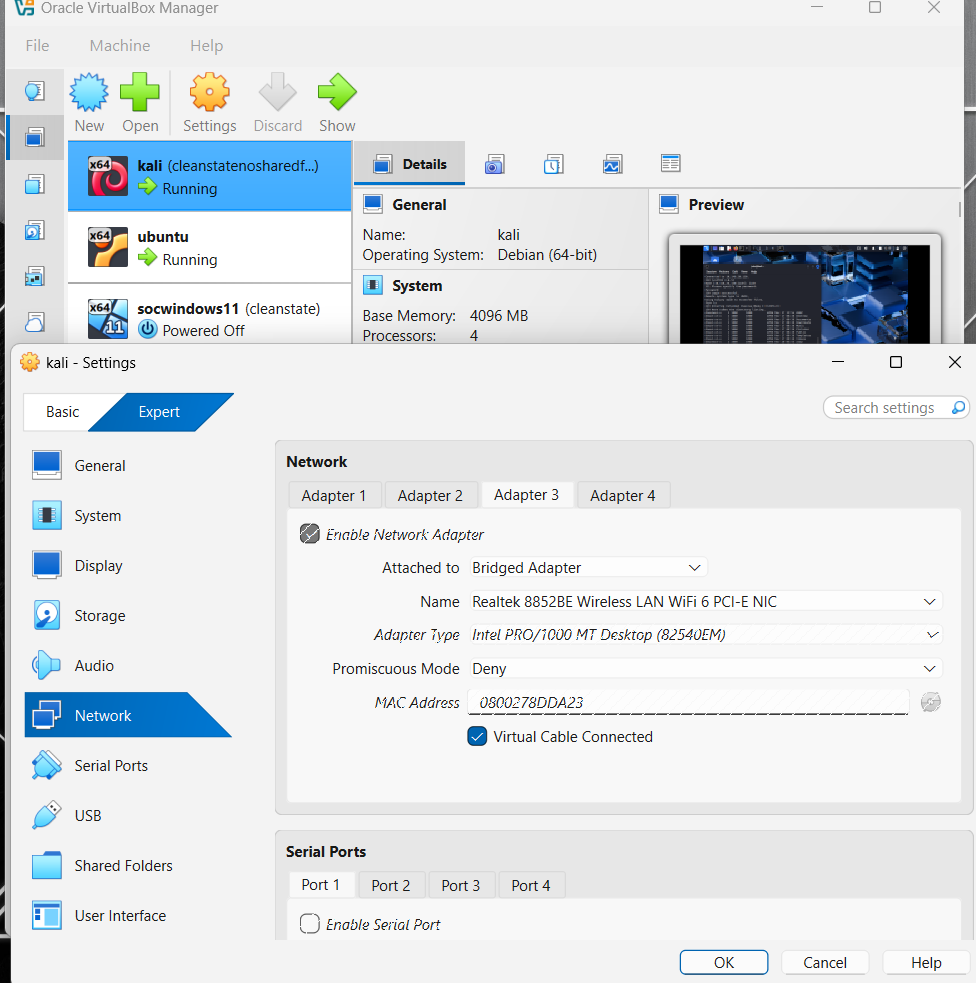 Oracle VirtualBox Manager
File Machine Help
New Open Settings Discard Show
x64 kali (cleanstatenosharedf...)
Running
x64 ubuntu
Running
x64 11 socwindows11 (cleanstate)
Powered Off
Details
General
Name: kali
Operating System: Debian (64-bit)
System
Base Memory: 4096 MB
Processors: 4
Preview
kali - Settings
Basic Expert
Search settings
General
System
Display
Storage
Audio
Network
Serial Ports
USB
Shared Folders
User Interface
Network
Adapter 1 Adapter 2 Adapter 3 Adapter 4
Enable Network Adapter
Attached to Bridged Adapter
Name Realtek 8852BE Wireless LAN WiFi 6 PCI-E NIC
Adapter Type Intel PRO/1000 MT Desktop (82540EM)
Promiscuous Mode Deny
MAC Address 0800278DDA23
Virtual Cable Connected
Serial Ports
Port 1 Port 2 Port 3 Port 4
Enable Serial Port
OK Cancel Help